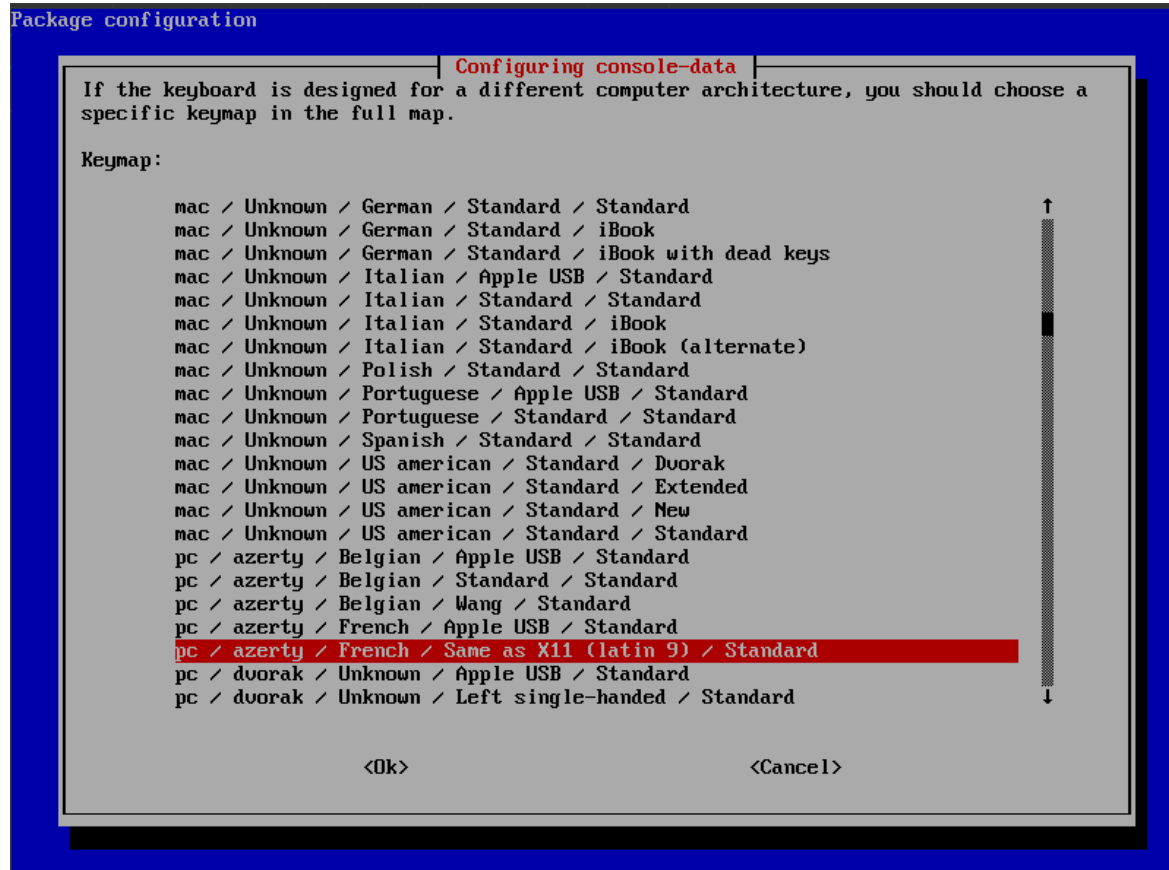 Package configuration
Configuring console-data
If the keyboard is designed for a different computer architecture, you should choose a
specific keymap in the full map.
Keymap:
mac / Unknown / German / Standard / Standard
mac / Unknown / German / Standard / iBook
mac / Unknown / German / Standard / iBook with dead keys
mac / Unknown / Italian / Apple USB / Standard
mac / Unknown / Italian / Standard / Standard
mac / Unknown / Italian / Standard / iBook
mac / Unknown / Italian / Standard / iBook (alternate)
mac / Unknown / Polish / Standard / Standard
mac / Unknown / Portuguese / Apple USB / Standard
mac / Unknown / Portuguese / Standard / Standard
mac / Unknown / Spanish / Standard / Standard
mac / Unknown / US american / Standard / Dvorak
mac / Unknown / US american / Standard / Extended
mac / Unknown / US american / Standard / New
mac / Unknown / US american / Standard / Standard
pc / azerty / Belgian / Apple USB / Standard
pc / azerty / Belgian / Standard / Standard
pc / azerty / Belgian / Wang / Standard
pc / azerty / French / Apple USB / Standard
pc / azerty / French / Same as X11 (latin 9) / Standard
pc / dvorak / Unknown / Apple USB / Standard
pc / dvorak / Unknown / Left single-handed / Standard
<Ok> <Cancel>